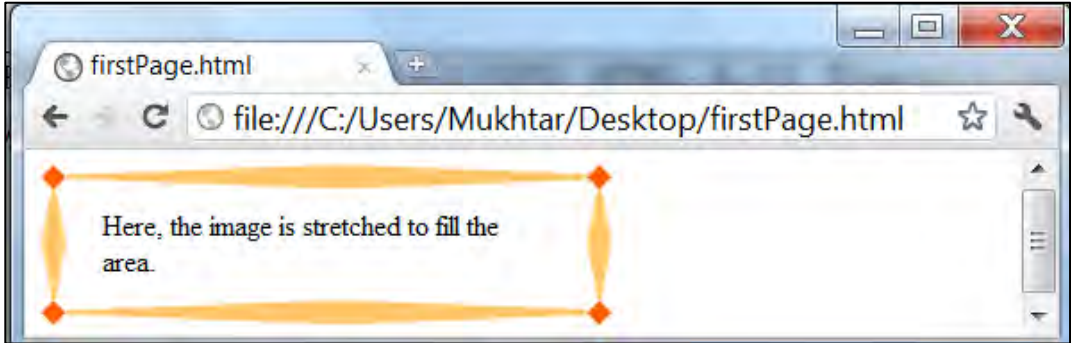 firstPage.html
file:///C:/Users/Mukhtar/Desktop/firstPage.html
Here, the image is stretched to fill the
area.